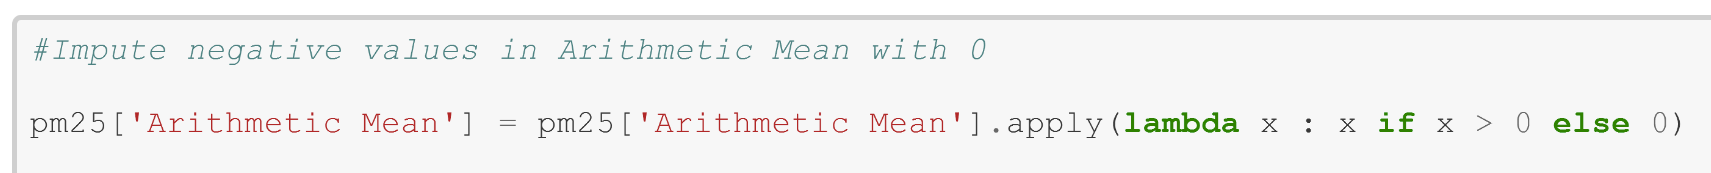 #Impute negative values in Arithmetic Mean with 0
pm25['Arithmetic Mean'] = pm25['Arithmetic Mean'].apply(lambda x : x if x > 0 else 0)